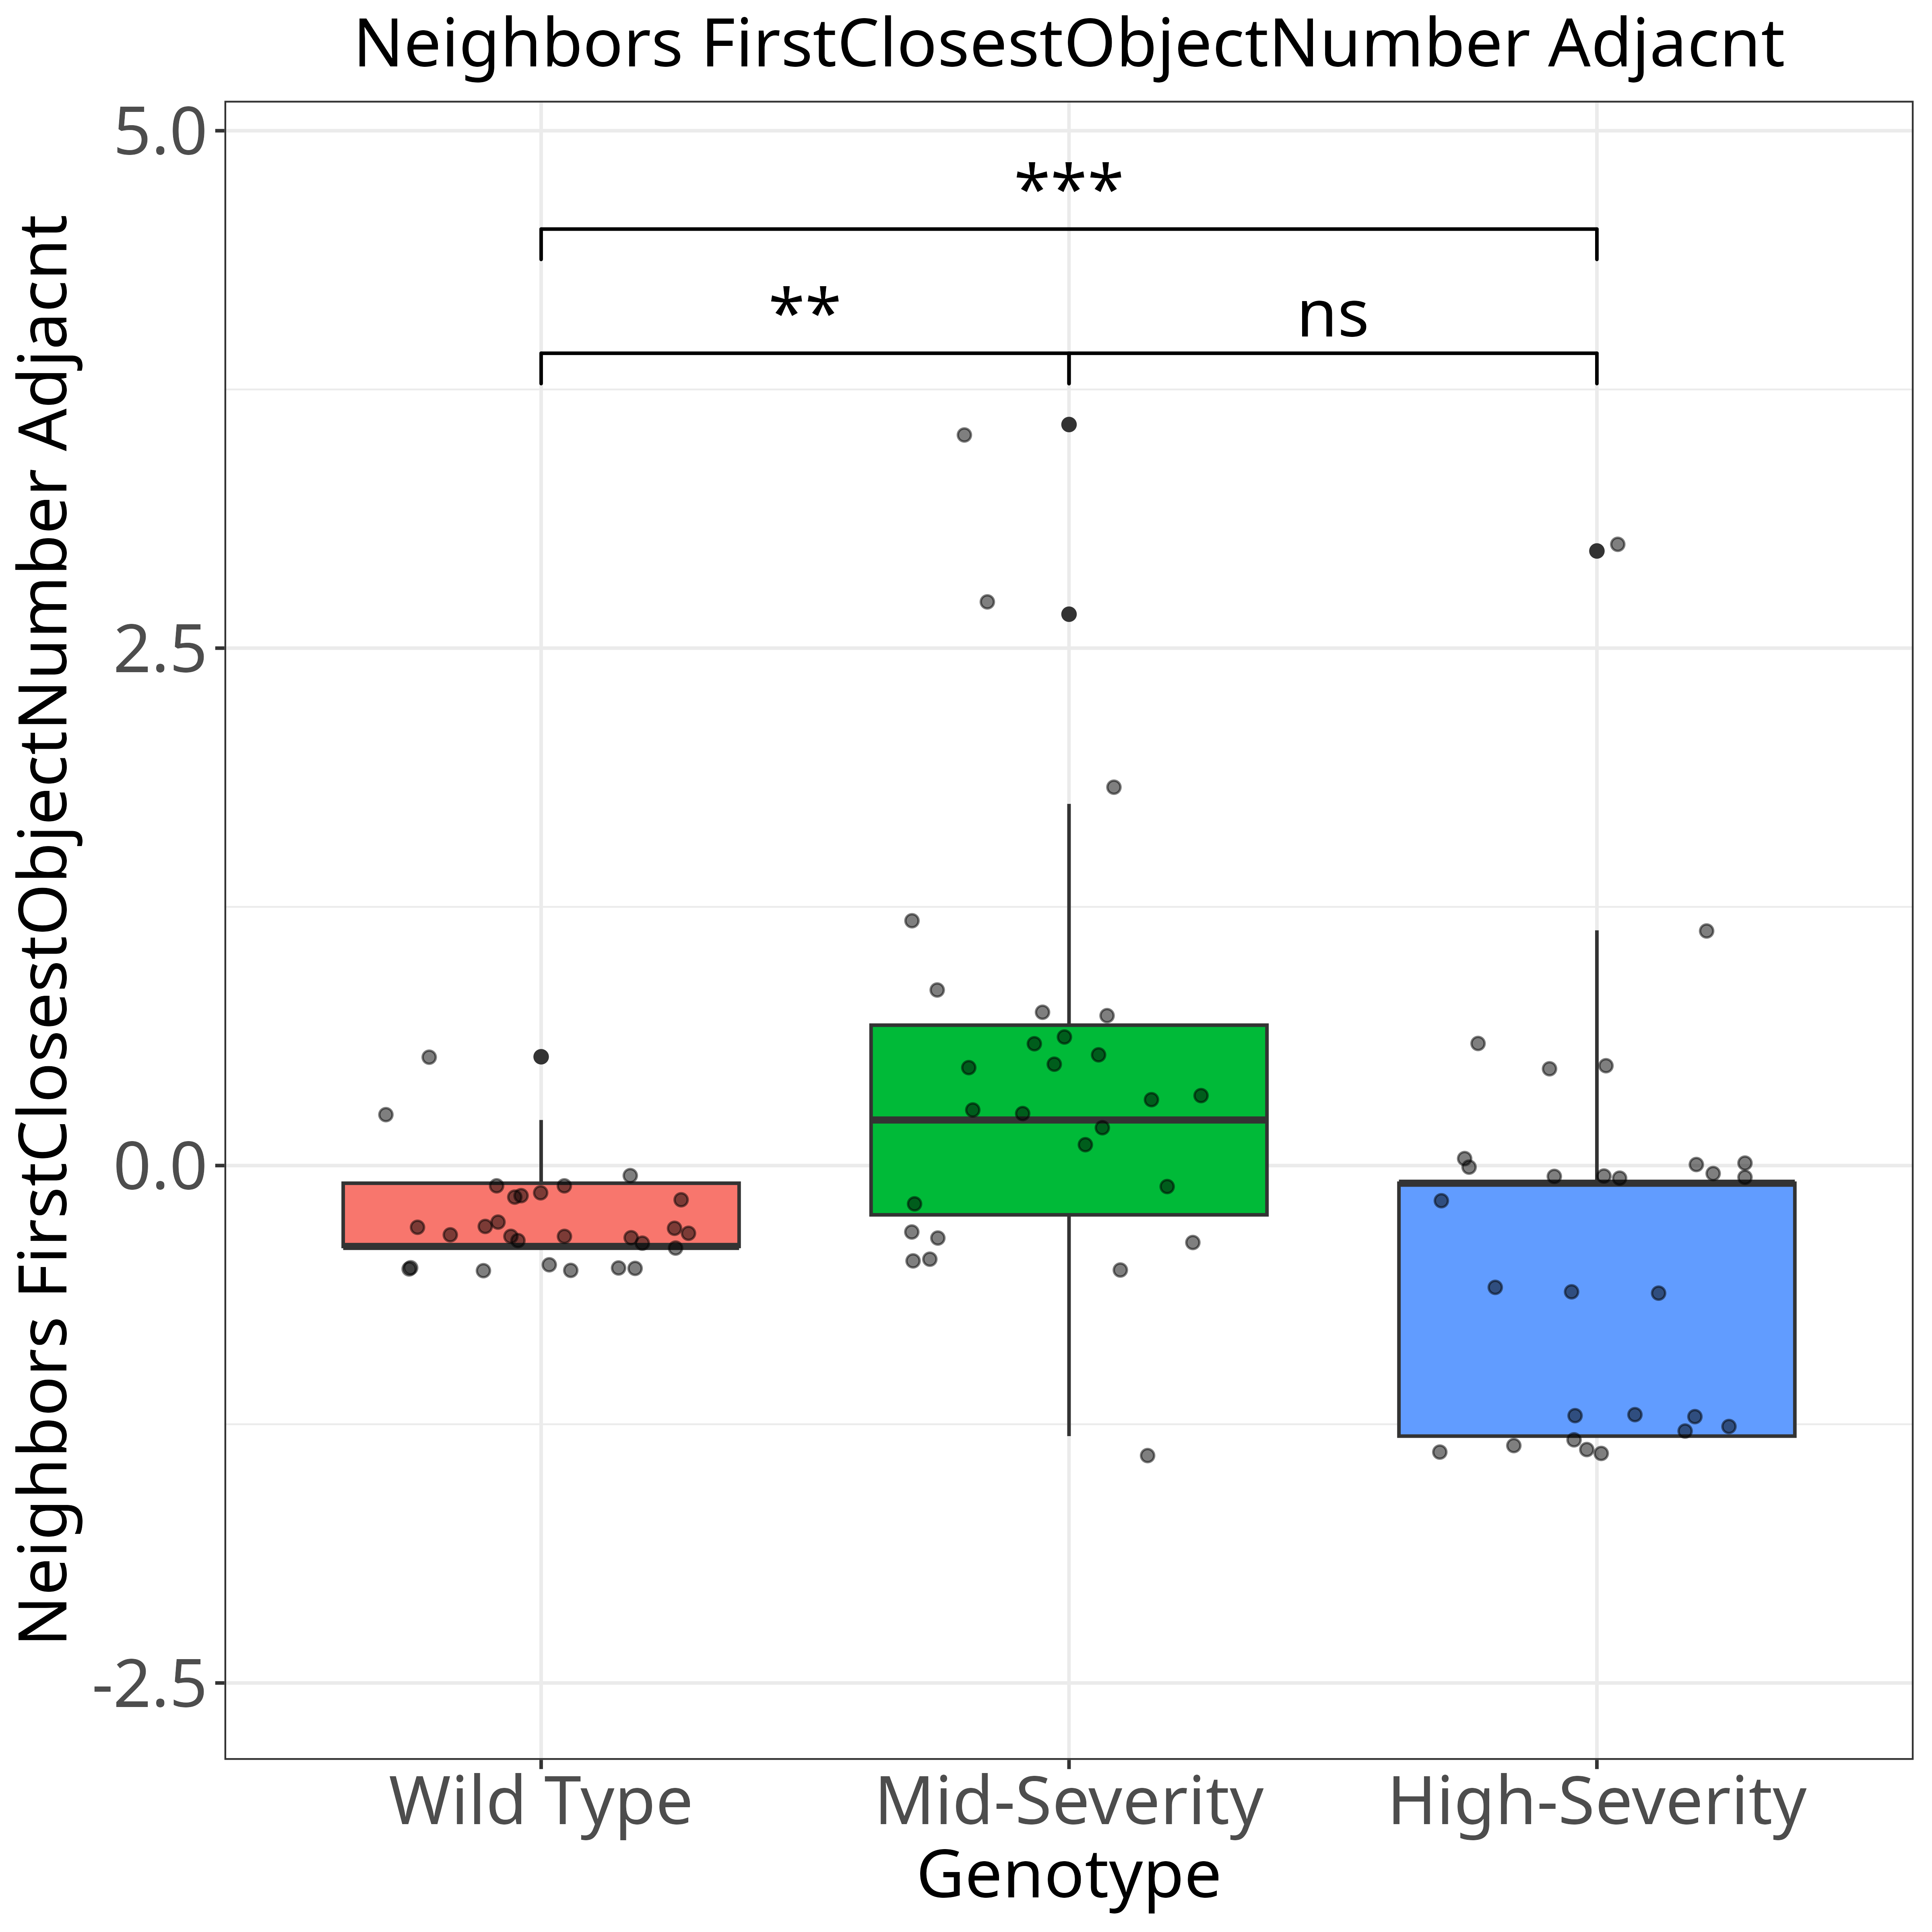 Neighbors FirstClosestObjectNumber Adjacnt
Neighbors FirstClosestObjectNumber Adjacnt
5.0
2.5
0.0
-2.5
***
**
ns
Wild Type
Mid-Severity
High-Severity
Genotype